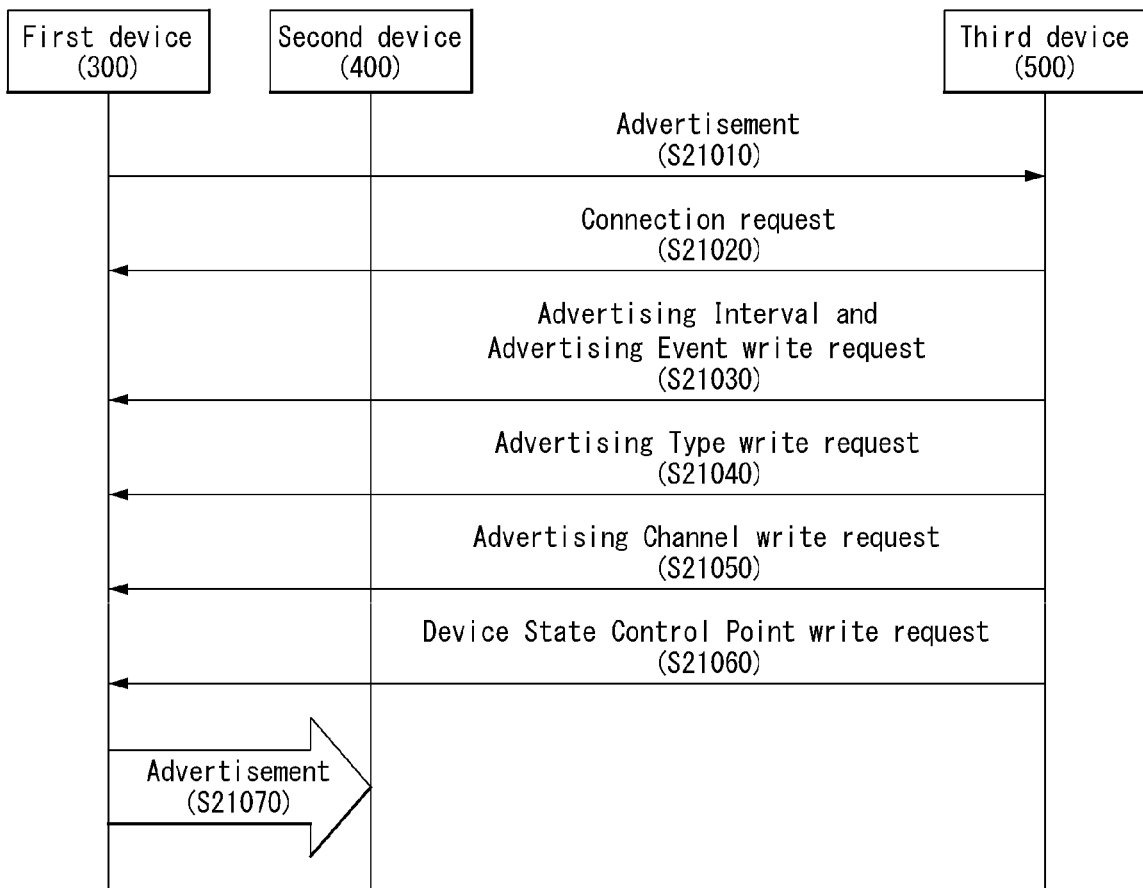 First device
(300)
Second device
(400)
Third device
(500)
Advertisement
(S21010)
Connection request
(S21020)
Advertising Interval and
Advertising Event write request
(S21030)
Advertising Type write request
(S21040)
Advertising Channel write request
(S21050)
Device State Control Point write request
(S21060)
Advertisement
(S21070)